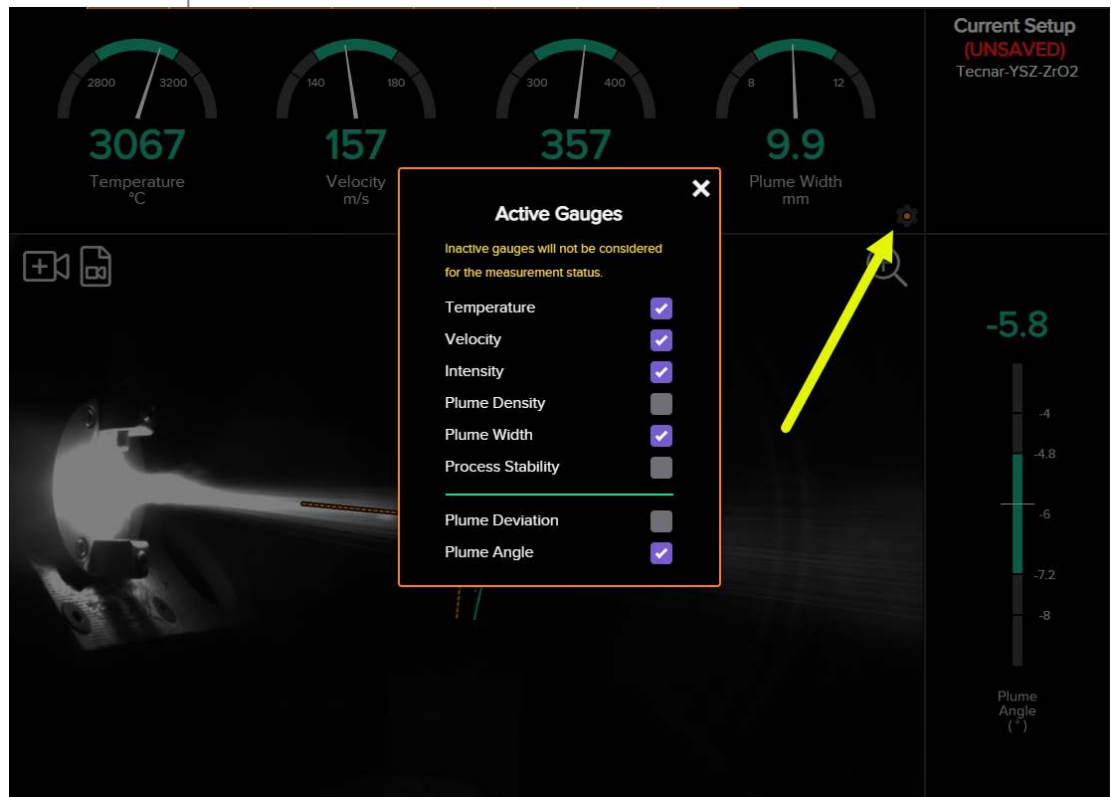 Current Setup
(UNSAVED)
Tecnar-YSZ-ZrO2
2800 3200
140 180
300 400
8 12
3067
157
357
9.9
Temperature
°C
Velocity
m/s
Plume Width
mm
Active Gauges
Inactive gauges will not be considered
for the measurement status.
Temperature
Velocity
Intensity
Plume Density
Plume Width
Process Stability
Plume Deviation
Plume Angle
-5.8
-4
-4.8
-6
-7.2
-8
Plume
Angle
(°)